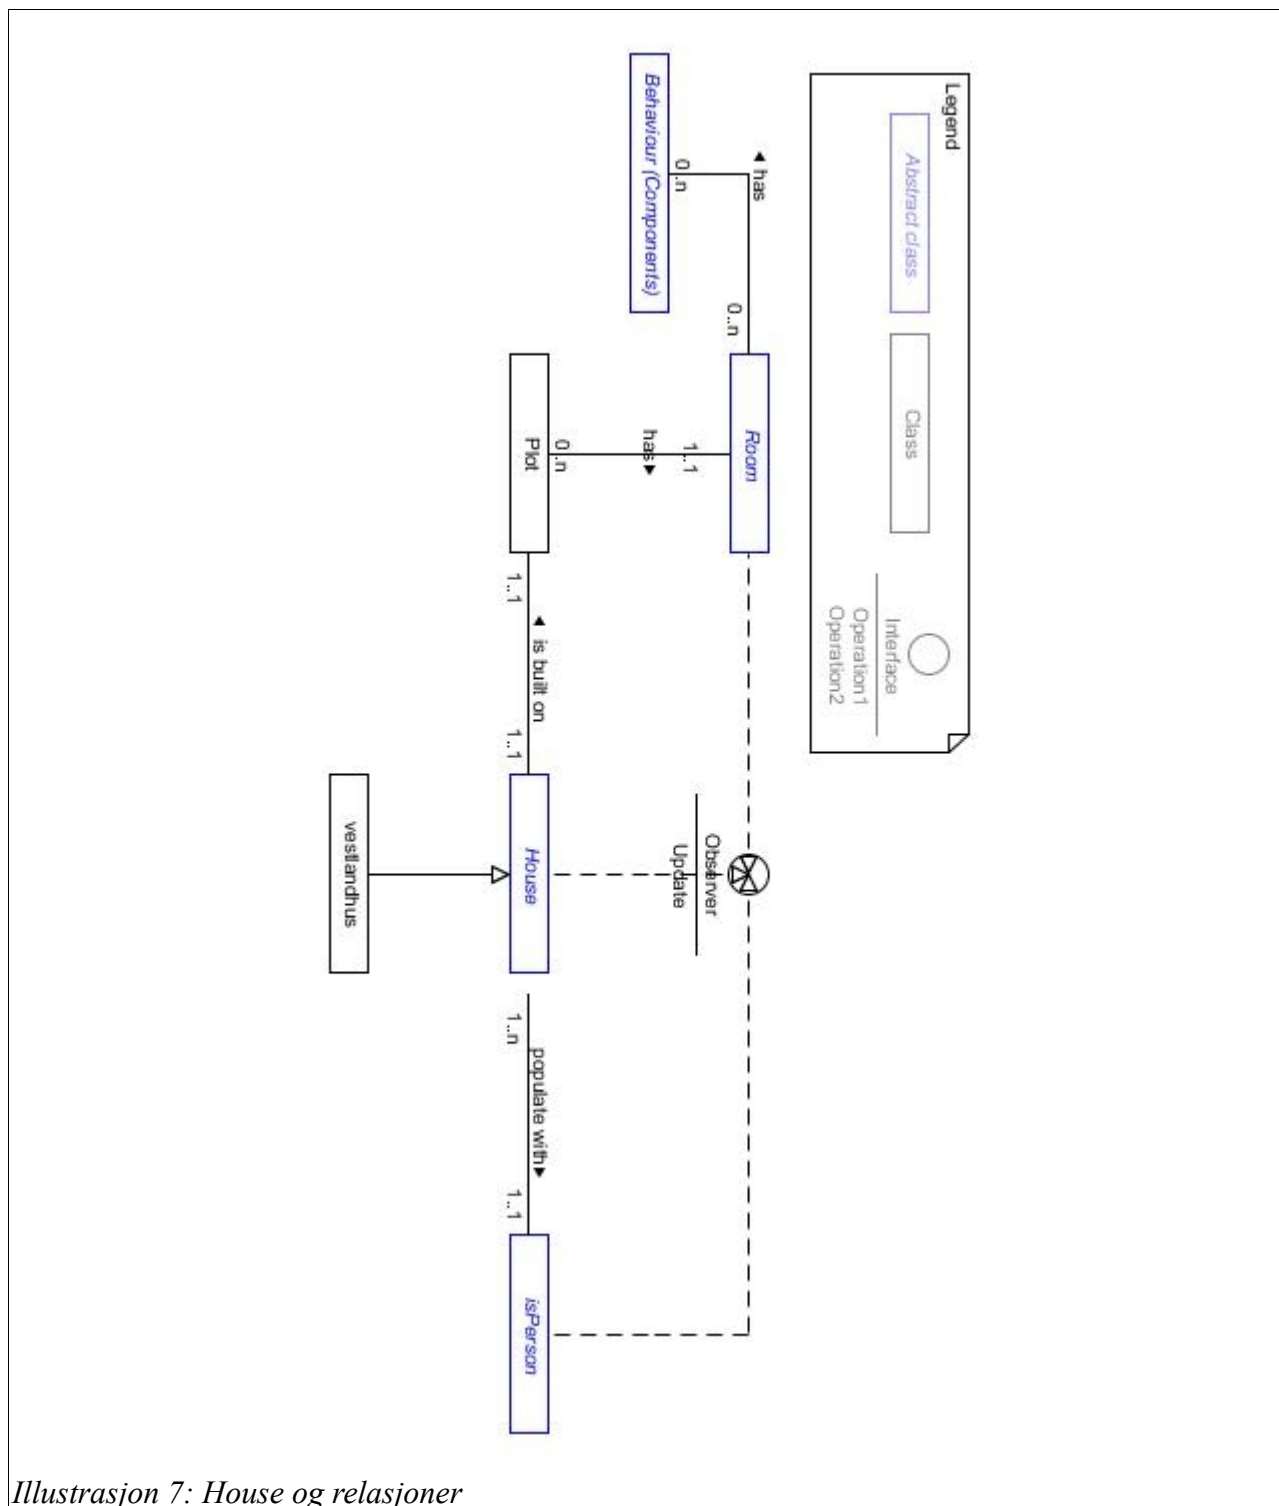 Legend
Abstract class
Class
Interface
Operation1
Operation2
◄ has
0..n
0..n
Behaviour (Components)
Room
1..1
has►
0..n
Plot
1..1
◄ is built on
1..1
Observer
Update
House
vestlandhus
1..n
populate with►
1..1
isPerson
Illustrasjon 7: House og relasjoner